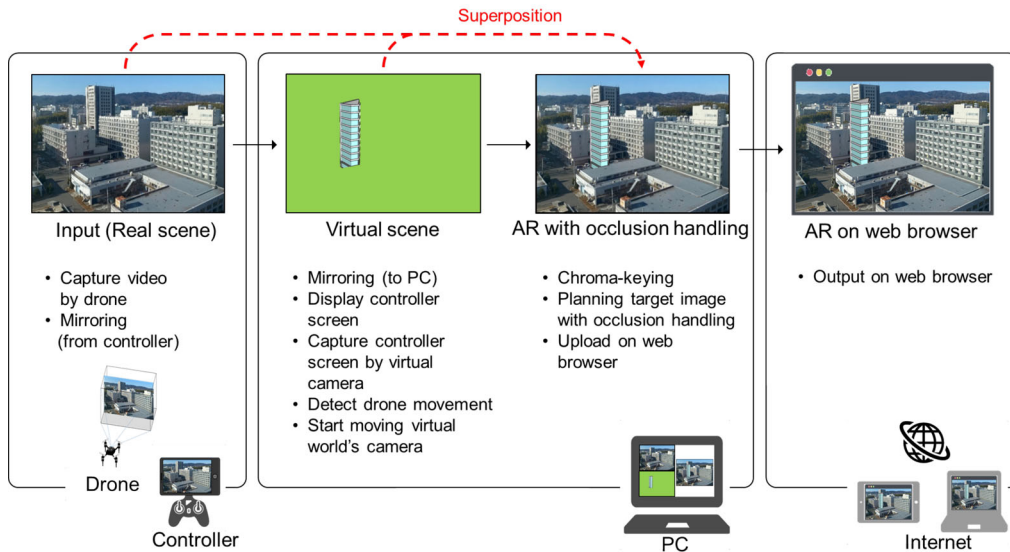 Superposition
Input (Real scene)
• Capture video
by drone
• Mirroring
(from controller)
Drone
Controller
Virtual scene
• Mirroring (to PC)
• Display controller
screen
• Capture controller
screen by virtual
camera
• Detect drone movement
• Start moving virtual
world's camera
AR with occlusion handling
• Chroma-keying
• Planning target image
with occlusion handling
• Upload on web
browser
PC
AR on web browser
• Output on web browser
Internet